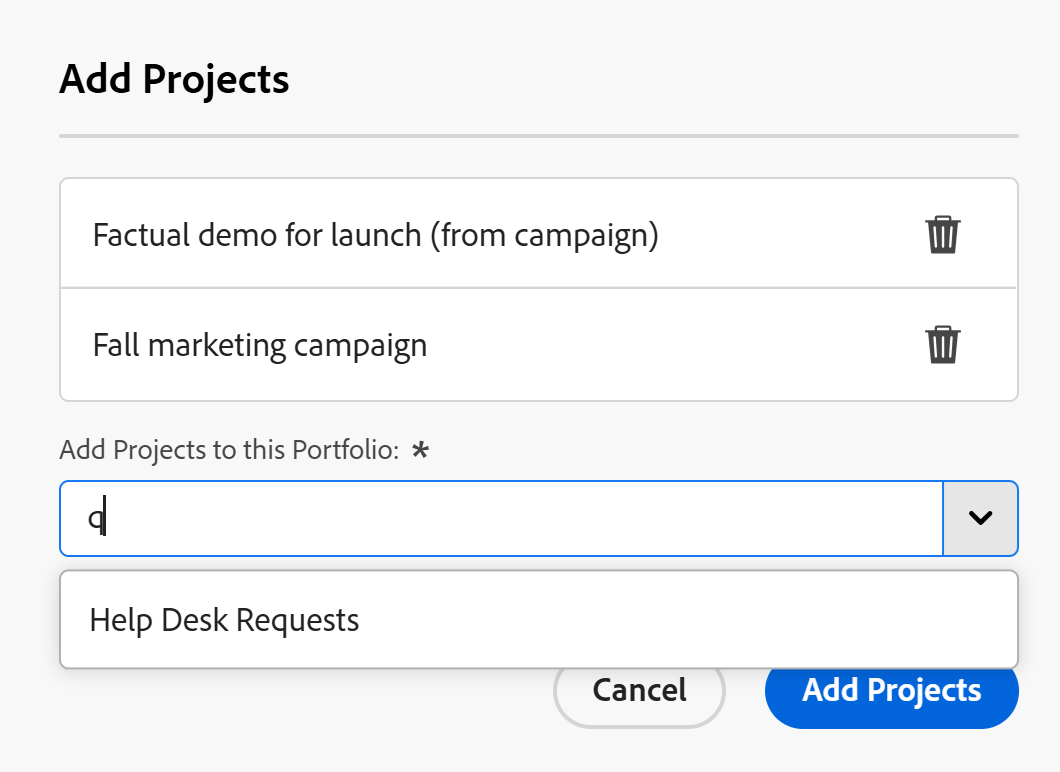 Add Projects
Factual demo for launch (from campaign)
Fall marketing campaign
Add Projects to this Portfolio: *
q
Help Desk Requests
Cancel
Add Projects